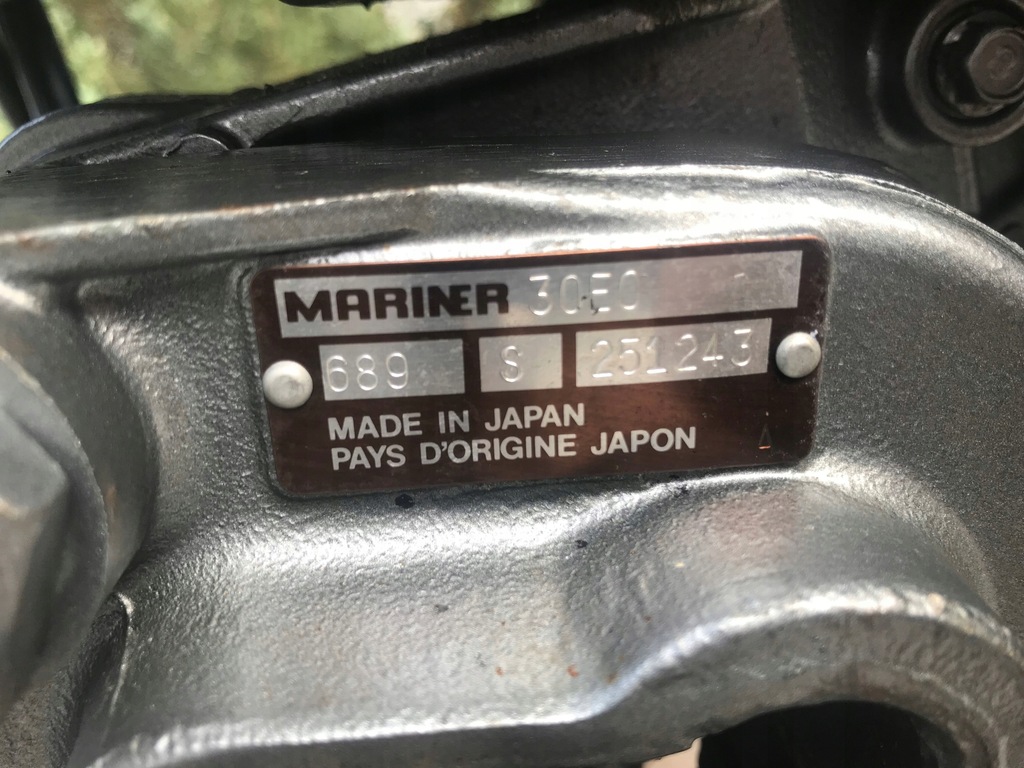 MARINER 30E0
689 S 251243
MADE IN JAPAN
PAYS D'ORIGINE JAPON